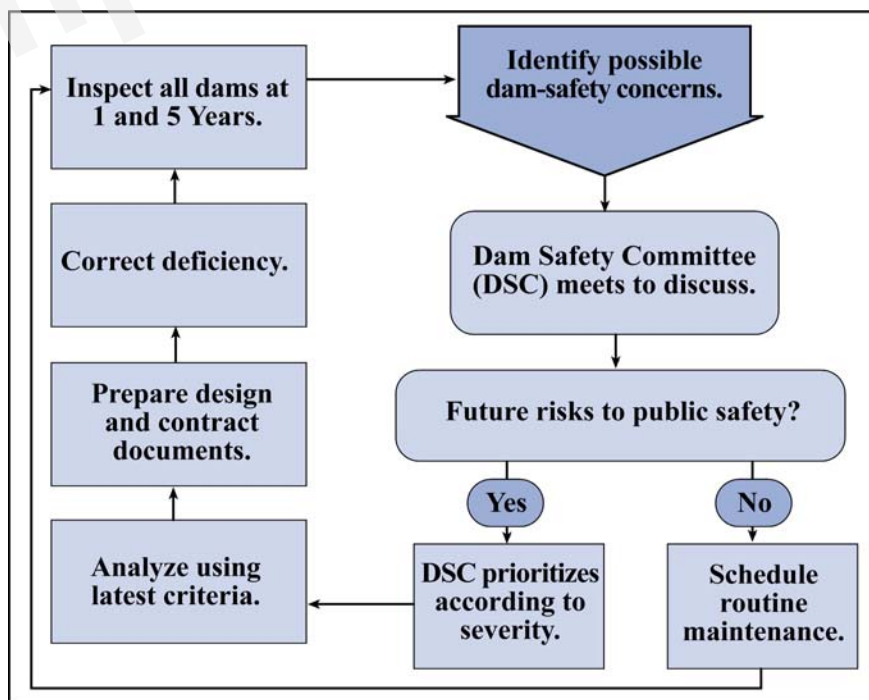 Inspect all dams at
1 and 5 Years.
Identify possible
dam-safety concerns.
Dam Safety Committee
(DSC) meets to discuss.
Future risks to public safety?
Yes
No
DSC prioritizes
according to
severity.
Schedule
routine
maintenance.
Analyze using
latest criteria.
Prepare design
and contract
documents.
Correct deficiency.